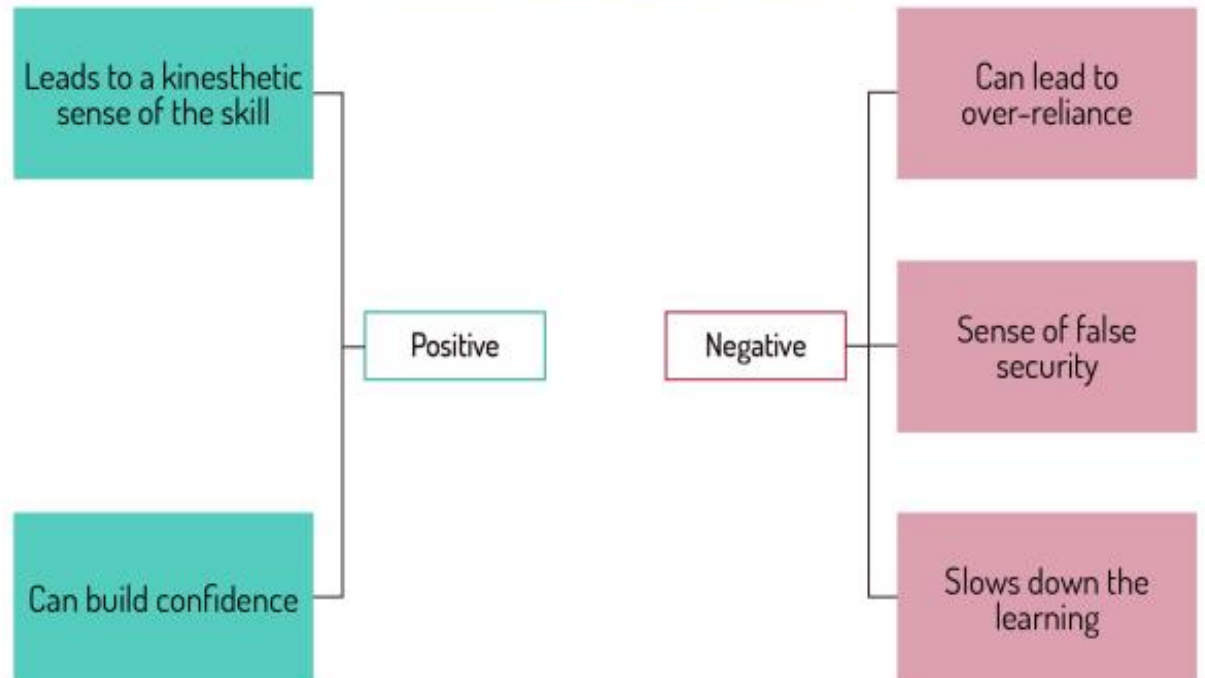 Leads to a kinesthetic
sense of the skill
Can build confidence
Positive
Negative
Can lead to
over-reliance
Sense of false
security
Slows down the
learning